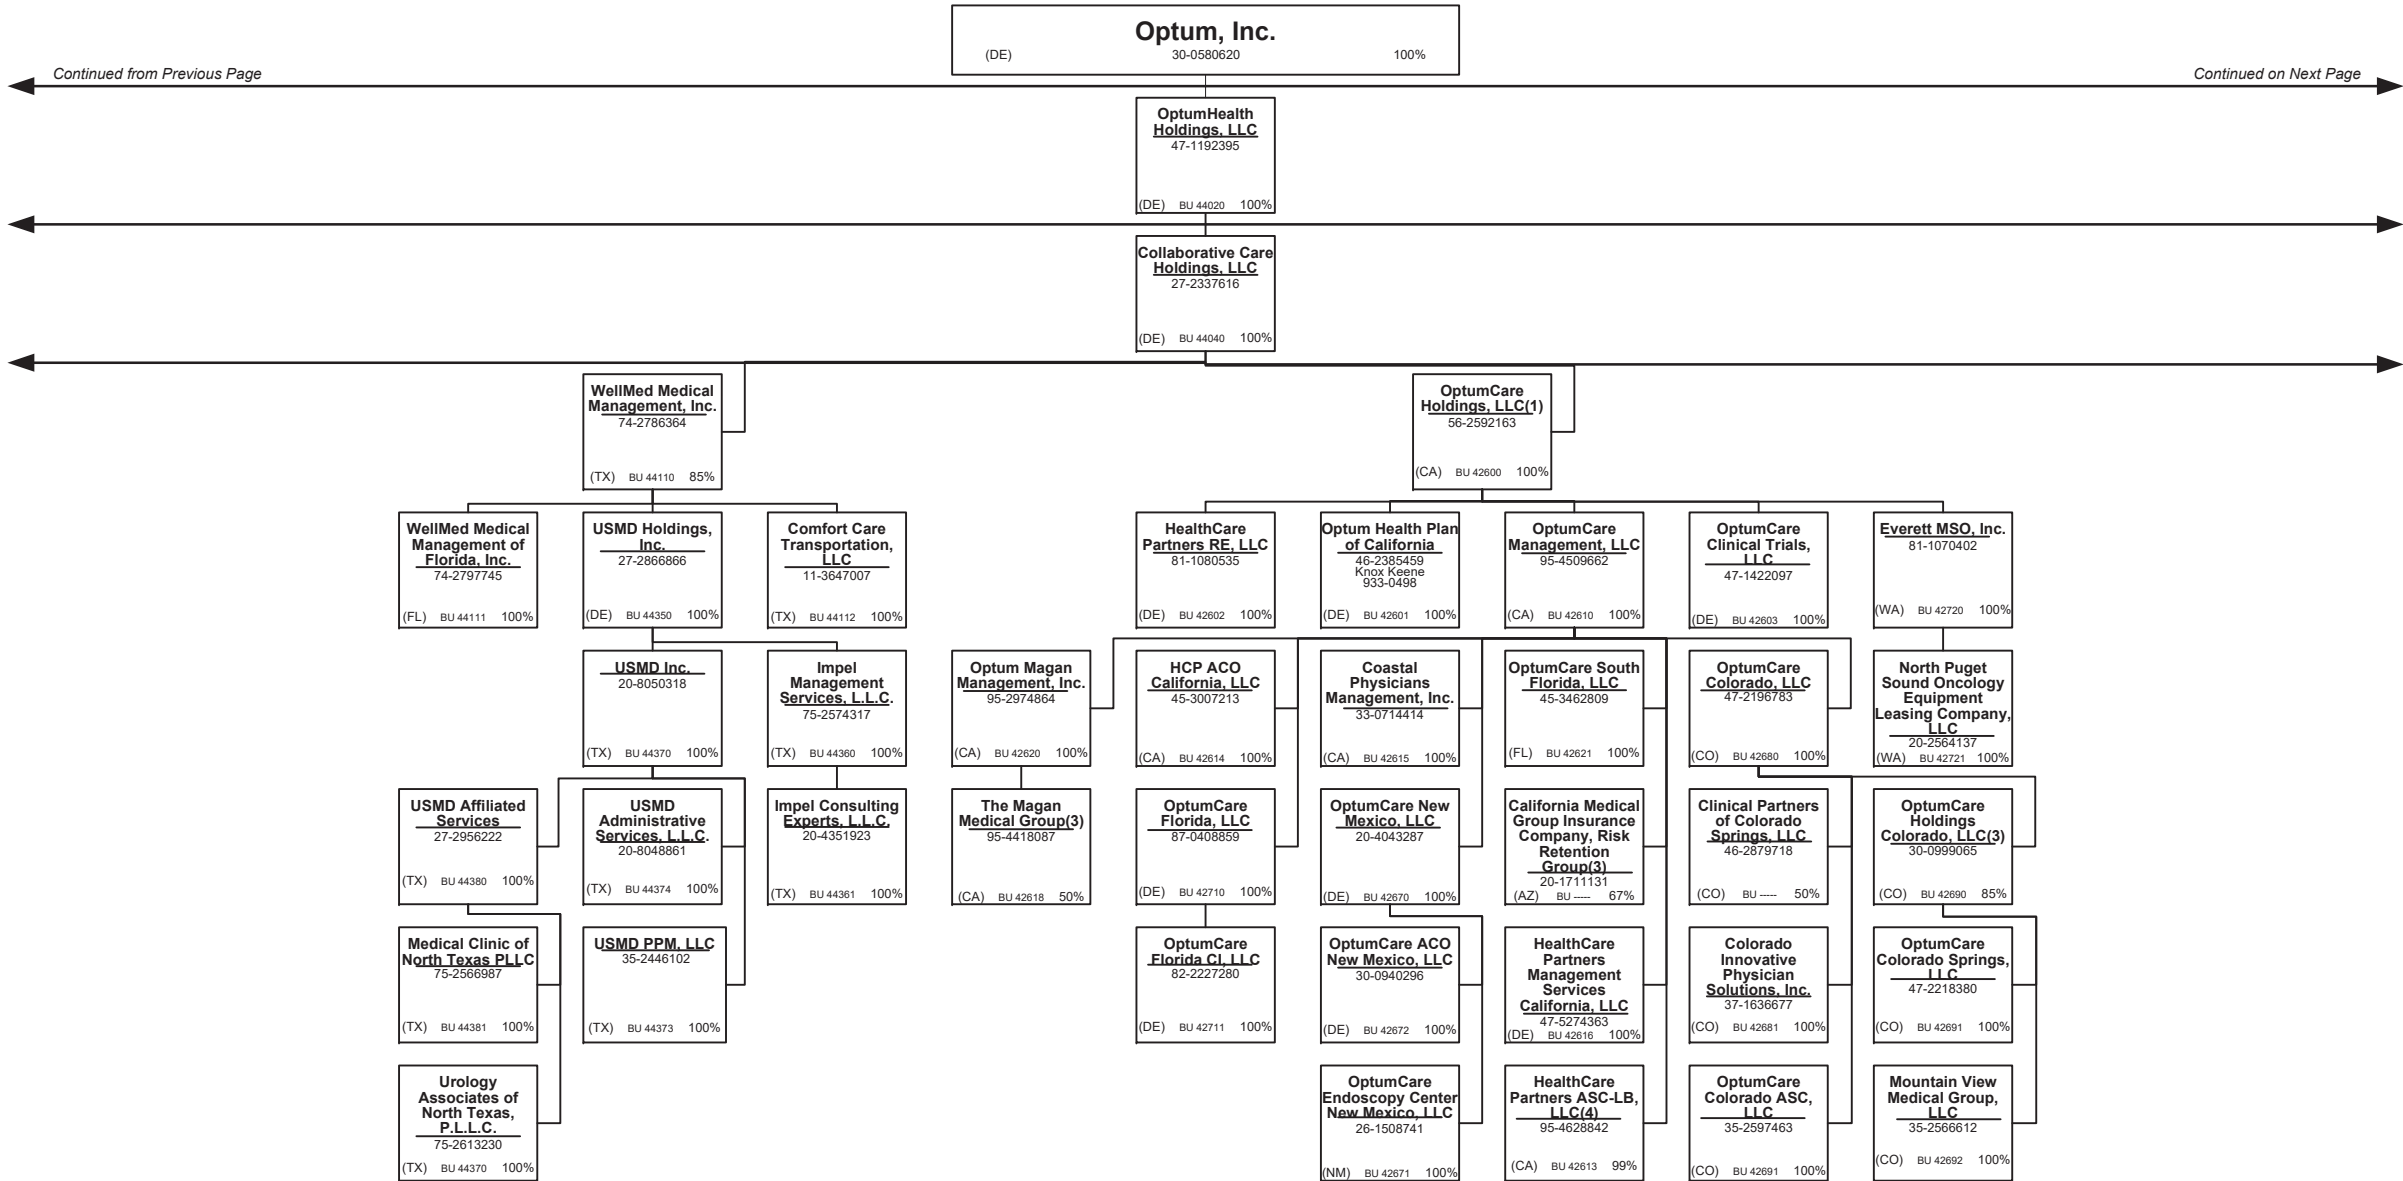 Optum, Inc.
(DE) 30-0580620 100%
Continued from Previous Page
Continued on Next Page
OptumHealth
Holdings, LLC
47-1192395
(DE) BU 44020 100%
Collaborative Care
Holdings, LLC
27-2337616
(DE) BU 44040 100%
WellMed Medical
Management, Inc.
74-2786364
(TX) BU 44110 85%
OptumCare
Holdings, LLC(1)
56-2592163
(CA) BU 42600 100%
WellMed Medical
Management of
Florida, Inc.
74-2797745
(FL) BU 44111 100%
USMD Holdings,
Inc.
27-2866866
(DE) BU 44350 100%
Comfort Care
Transportation,
LLC
11-3647007
(TX) BU 44112 100%
HealthCare
Partners RE, LLC
81-1080535
(DE) BU 42602 100%
Optum Health Plan
of California
46-2385459
Knox Keene
933-0498
(DE) BU 42601 100%
OptumCare
Management, LLC
95-4509662
(CA) BU 42610 100%
OptumCare
Clinical Trials,
LLC
47-1422097
(DE) BU 42603 100%
Everett MSO, Inc.
81-1070402
(WA) BU 42720 100%
USMD Inc.
20-8050318
(TX) BU 44370 100%
Impel
Management
Services, L.L.C.
75-2574317
(TX) BU 44360 100%
Optum Magan
Management, Inc.
95-2974864
(CA) BU 42620 100%
HCP ACO
California, LLC
45-3007213
(CA) BU 42614 100%
Coastal
Physicians
Management, Inc.
33-0714414
(CA) BU 42615 100%
OptumCare South
Florida, LLC
45-3462809
(FL) BU 42621 100%
OptumCare
Colorado, LLC
47-2196783
(CO) BU 42680 100%
North Puget
Sound Oncology
Equipment
Leasing Company,
LLC
20-2564137
(WA) BU 42721 100%
USMD Affiliated
Services
27-2956222
(TX) BU 44380 100%
USMD
Administrative
Services, L.L.C.
20-8048861
(TX) BU 44374 100%
Impel Consulting
Experts, L.L.C.
20-4351923
(TX) BU 44361 100%
The Magan
Medical Group(3)
95-4418087
(CA) BU 42618 50%
OptumCare
Florida, LLC
87-0408859
(DE) BU 42710 100%
OptumCare New
Mexico, LLC
20-4043287
(DE) BU 42670 100%
California Medical
Group Insurance
Company, Risk
Retention
Group(3)
20-1711131
(AZ) BU ----- 67%
Clinical Partners
of Colorado
Springs, LLC
46-2879718
(CO) BU ----- 50%
OptumCare
Holdings
Colorado, LLC(3)
30-0999065
(CO) BU 42690 85%
Medical Clinic of
North Texas PLLC
75-2566987
(TX) BU 44381 100%
USMD PPM, LLC
35-2446102
(TX) BU 44373 100%
OptumCare
Florida CI, LLC
82-2227280
(DE) BU 42711 100%
OptumCare ACO
New Mexico, LLC
30-0940296
(DE) BU 42672 100%
HealthCare
Partners
Management
Services
California, LLC
47-5274363
(DE) BU 42616 100%
Colorado
Innovative
Physician
Solutions, Inc.
37-1636677
(CO) BU 42681 100%
OptumCare
Colorado Springs,
LLC
47-2218380
(CO) BU 42691 100%
Urology
Associates of
North Texas,
P.L.L.C.
75-2613230
(TX) BU 44370 100%
OptumCare
Endoscopy Center
New Mexico, LLC
26-1508741
(NM) BU 42671 100%
HealthCare
Partners ASC-LB,
LLC(4)
95-4628842
(CA) BU 42613 99%
OptumCare
Colorado ASC,
LLC
35-2597463
(CO) BU 42691 100%
Mountain View
Medical Group,
LLC
35-2566612
(CO) BU 42692 100%